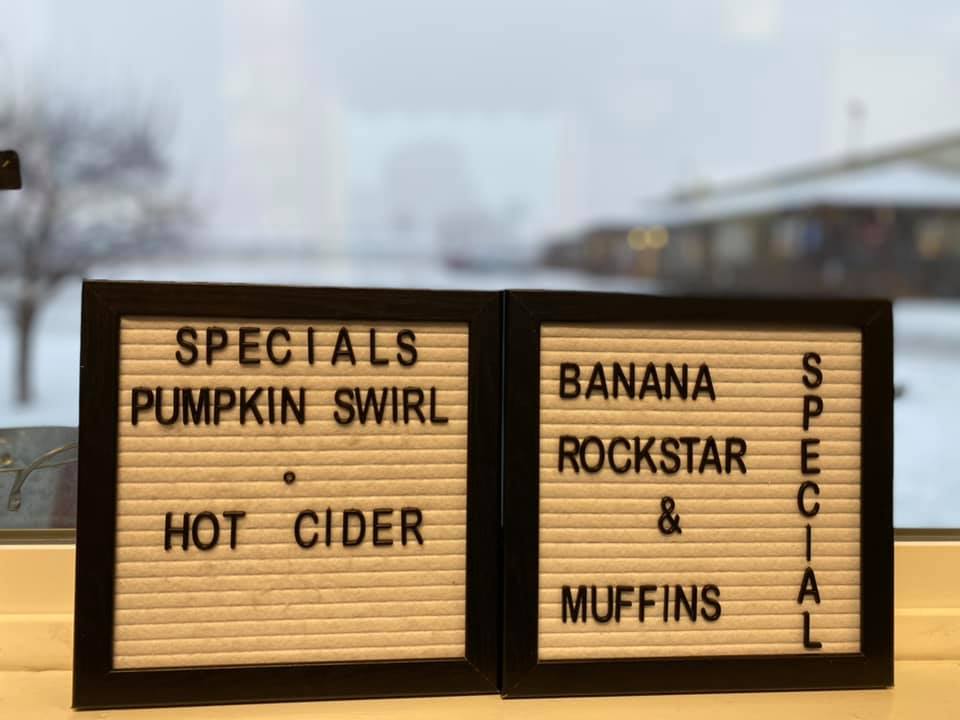 SPECIALS
PUMPKIN SWIRL
HOT CIDER
BANANA
ROCKSTAR
&
MUFFINS
SPECIAL